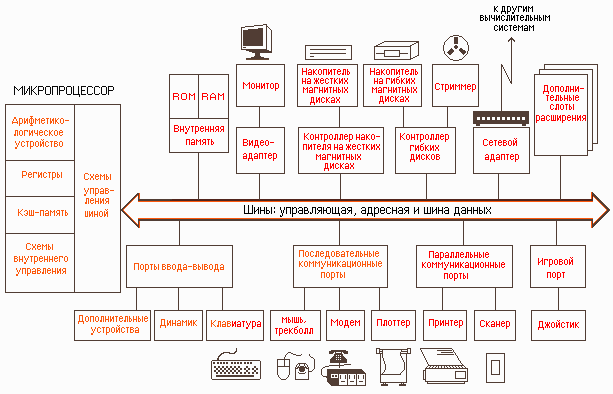 к другим
вычислительным
системам
МИКРОПРОЦЕССОР
Арифметико-
логическое
устройство
Регистры
Кэш-память
Схемы
внутреннего
управления
Схемы
управ-
ления
шиной
ROM RAM
Внутренняя
память
Монитор
Видео-
адаптер
Накопитель
на жестких
магнитных
дисках
Контроллер нако-
пителя на жестких
магнитных
дисках
Накопитель
на гибких
магнитных
дисках
Контроллер
гибких
дисков
Стриммер
Сетевой
адаптер
Дополни-
тельные
слоты
расширения
Шины: управляющая, адресная и шина данных
Порты ввода-вывода
Последовательные
коммуникационные
порты
Параллельные
коммуникационные
порты
Игровой
порт
Дополнительные
устройства
Динамик
Клавиатура
мышь,
трекболл
Модем
Плоттер
Принтер
Сканер
Джойстик